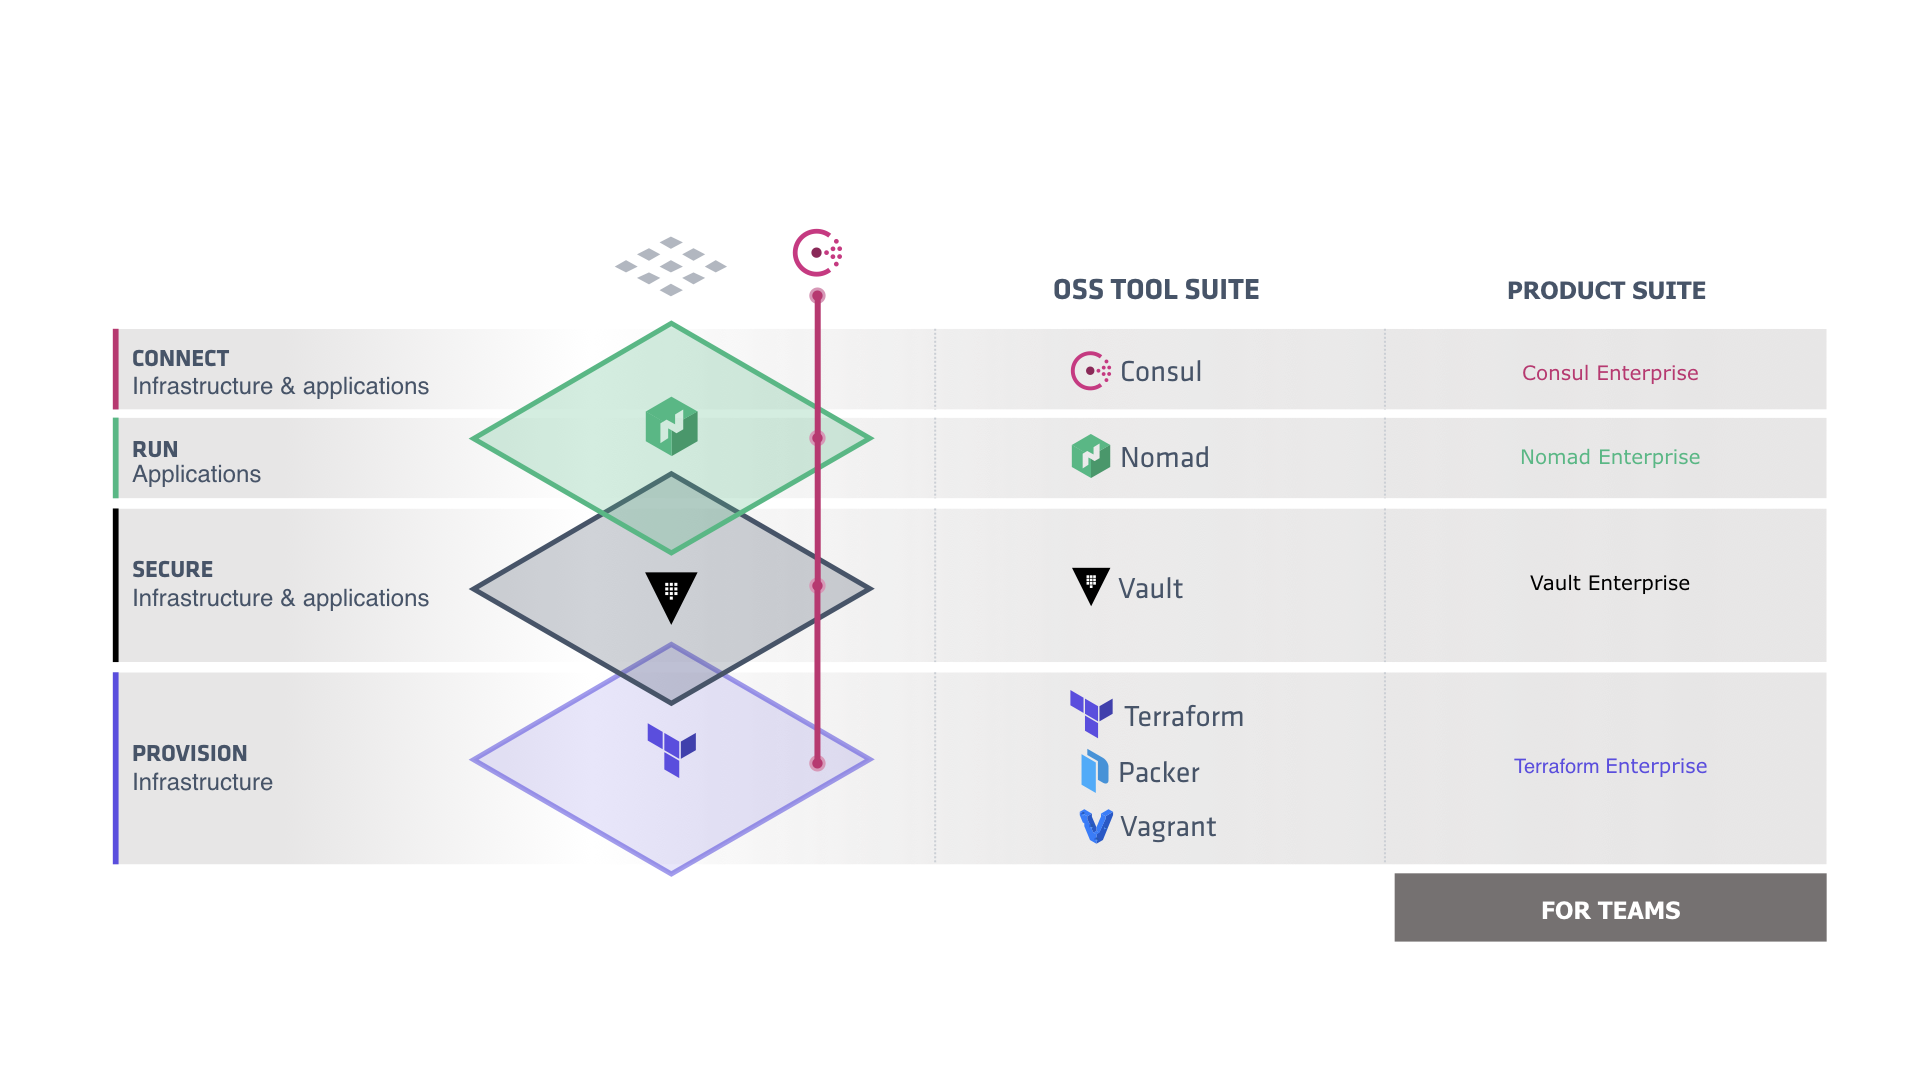 OSS TOOL SUITE
PRODUCT SUITE
CONNECT
Infrastructure & applications
Consul
Consul Enterprise
RUN
Applications
Nomad
Nomad Enterprise
SECURE
Infrastructure & applications
Vault
Vault Enterprise
PROVISION
Infrastructure
Terraform
Packer
Vagrant
Terraform Enterprise
FOR TEAMS